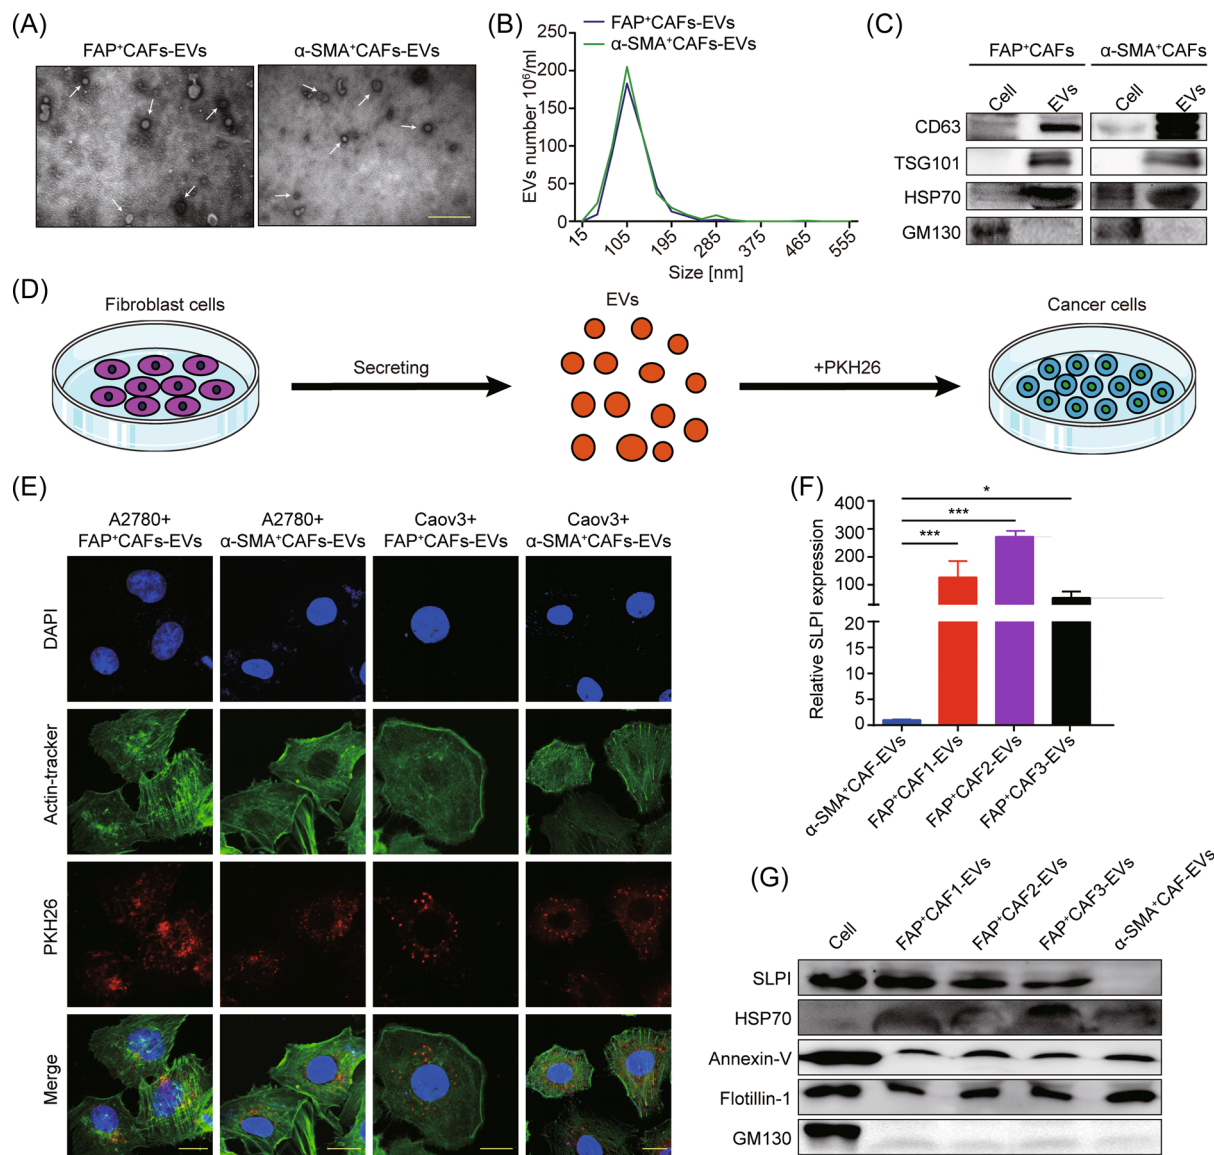 (A)
FAP⁺CAFs-EVs
α-SMA⁺CAFs-EVs
(B)
FAP⁺CAFs-EVs
α-SMA⁺CAFs-EVs
EVs number 10⁶/ml
250
200
150
100
50
0
15
105
195
285
375
465
555
Size [nm]
(C)
FAP⁺CAFs
α-SMA⁺CAFs
Cell
EVs
Cell
EVs
CD63
TSG101
HSP70
GM130
(D)
Fibroblast cells
Secreting
EVs
+PKH26
Cancer cells
(E)
A2780+
FAP⁺CAFs-EVs
A2780+
α-SMA⁺CAFs-EVs
Caov3+
FAP⁺CAFs-EVs
Caov3+
α-SMA⁺CAFs-EVs
DAPI
Actin-tracker
PKH26
Merge
(F)
Relative SLPI expression
400
300
200
100
20
15
10
5
0
*
***
***
α-SMA⁺CAF-EVs
FAP⁺CAF1-EVs
FAP⁺CAF2-EVs
FAP⁺CAF3-EVs
(G)
Cell
FAP⁺CAF1-EVs
FAP⁺CAF2-EVs
FAP⁺CAF3-EVs
α-SMA⁺CAF-EVs
SLPI
HSP70
Annexin-V
Flotillin-1
GM130